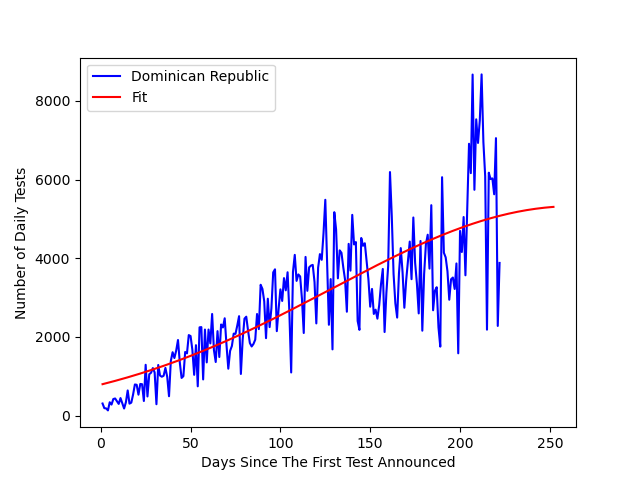 Dominican Republic
Fit
8000
6000
4000
2000
0
Number of Daily Tests
0 50 100 150 200 250
Days Since The First Test Announced